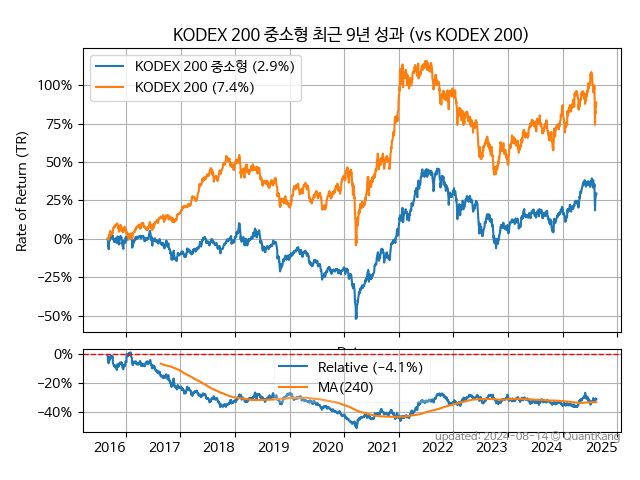 KODEX 200 중소형 최근 9년 성과 (vs KODEX 200)
KODEX 200 중소형 (2.9%)
KODEX 200 (7.4%)
Rate of Return (TR)
100%
75%
50%
25%
0%
−25%
−50%
0%
−20%
−40%
Relative (−4.1%)
MA(240)
updated: 2024-08-14 © QuantKang
2016 2017 2018 2019 2020 2021 2022 2023 2024 2025